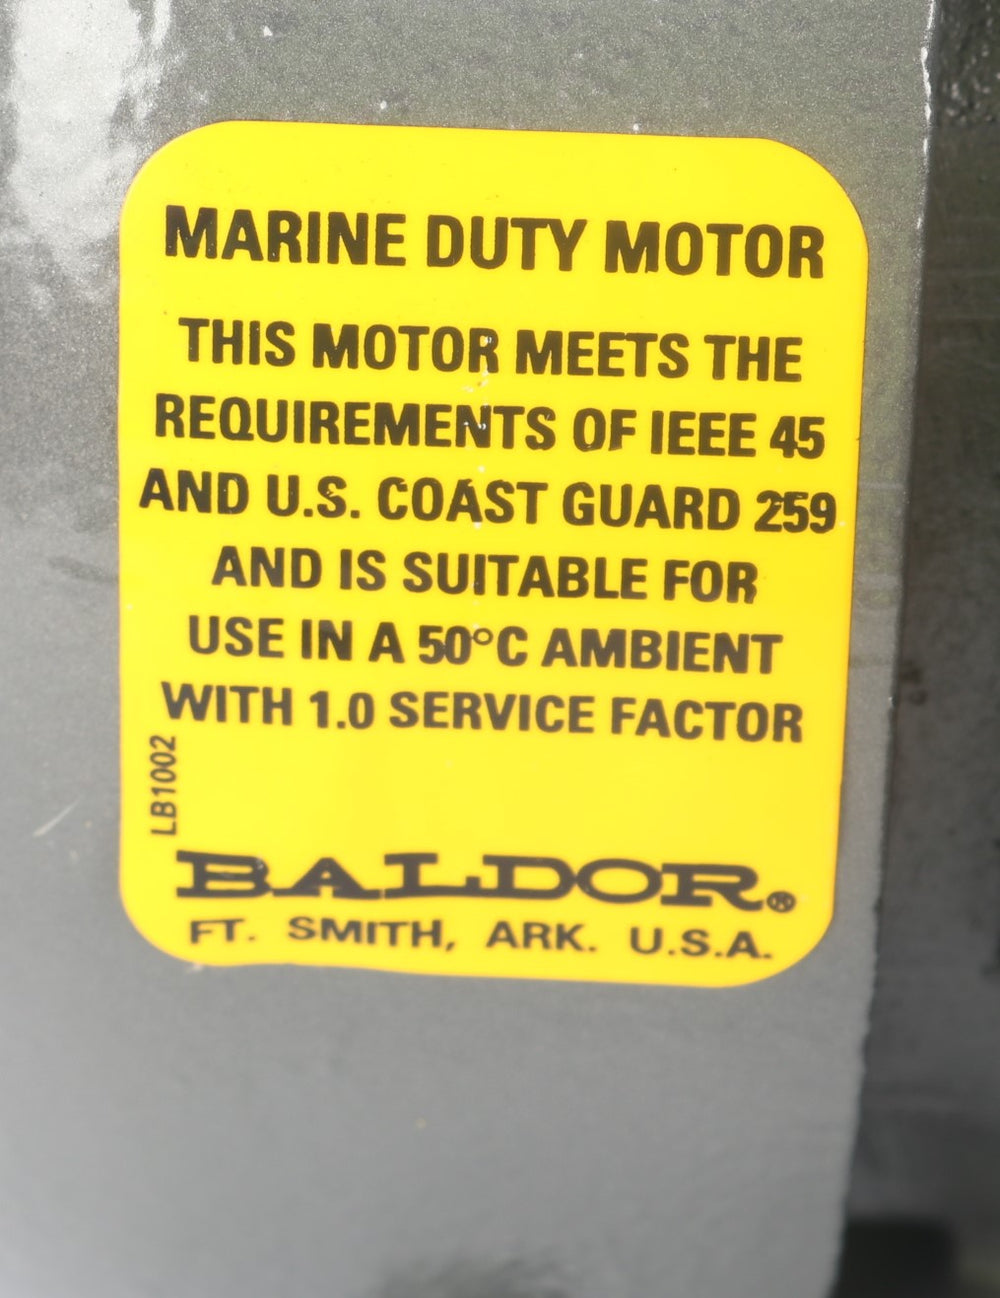 MARINE DUTY MOTOR
THIS MOTOR MEETS THE
REQUIREMENTS OF IEEE 45
AND U.S. COAST GUARD 259
AND IS SUITABLE FOR
USE IN A 50°C AMBIENT
WITH 1.0 SERVICE FACTOR
LB1002
BALDOR®
FT. SMITH, ARK. U.S.A.